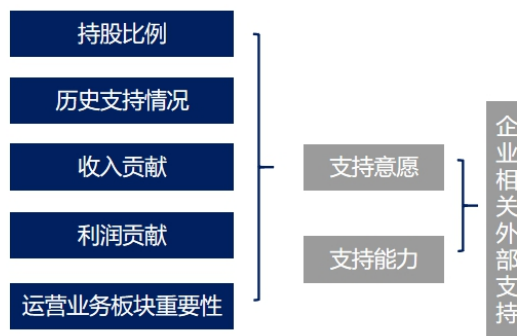 持股比例
历史支持情况
收入贡献
利润贡献
运营业务板块重要性
支持意愿
支持能力
企业相关外部支持